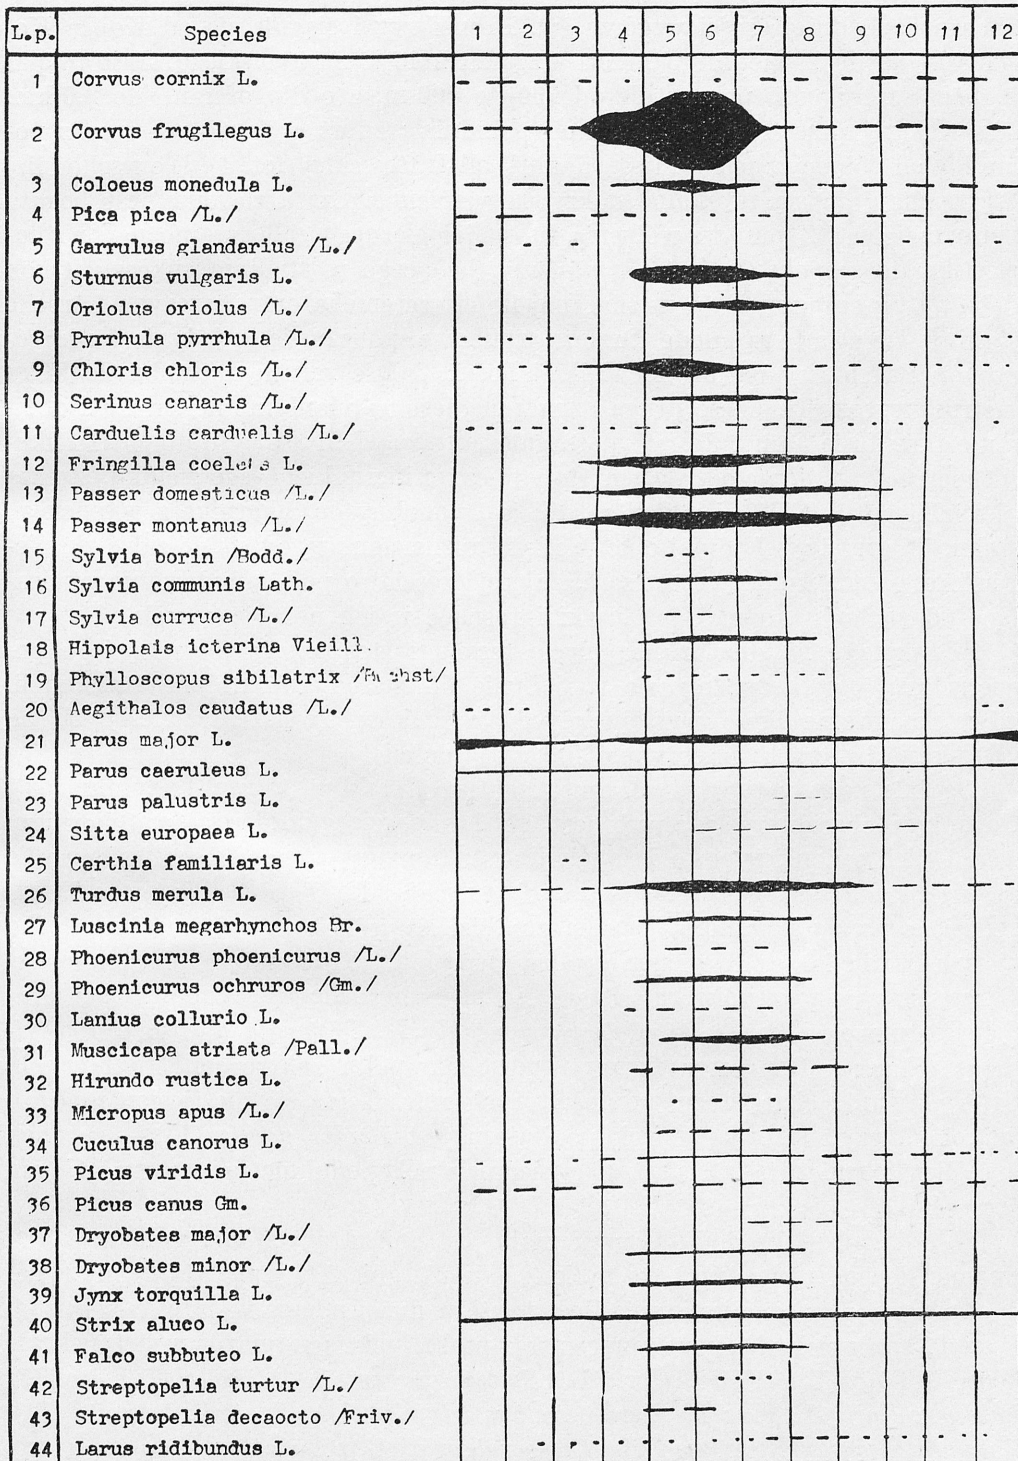 L.p. Species 1 2 3 4 5 6 7 8 9 10 11 12
1 Corvus cornix L.
2 Corvus frugilegus L.
3 Coloeus monedula L.
4 Pica pica /L./
5 Garrulus glandarius /L./
6 Sturnus vulgaris L.
7 Oriolus oriolus /L./
8 Pyrrhula pyrrhula /L./
9 Chloris chloris /L./
10 Serinus canaris /L./
11 Carduelis carduelis /L./
12 Fringilla L.
13 Passer domesticus /L./
14 Passer montanus /L./
15 Sylvia borin /Bodd./
16 Sylvia communis Lath.
17 Sylvia curruca /L./
18 Hippolais icterina Vieill.
19 Phylloscopus sibilatrix
20 Aegithalos caudatus /L./
21 Parus major L.
22 Parus caeruleus L.
23 Parus palustris L.
24 Sitta europaea L.
25 Certhia familiaris L.
26 Turdus merula L.
27 Luscinia megarhynchos Br.
28 Phoenicurus phoenicurus /L./
29 Phoenicurus ochruros /Gm./
30 Lanius collurio L.
31 Muscicapa striata /Pall./
32 Hirundo rustica L.
33 Micropus apus /L./
34 Cuculus canorus L.
35 Picus viridis L.
36 Picus canus Gm.
37 Dryobates major /L./
38 Dryobates minor /L./
39 Jynx torquilla L.
40 Strix aluco L.
41 Falco subbuteo L.
42 Streptopelia turtur /L./
43 Streptopelia decaocto /Friv./
44 Larus ridibundus L.